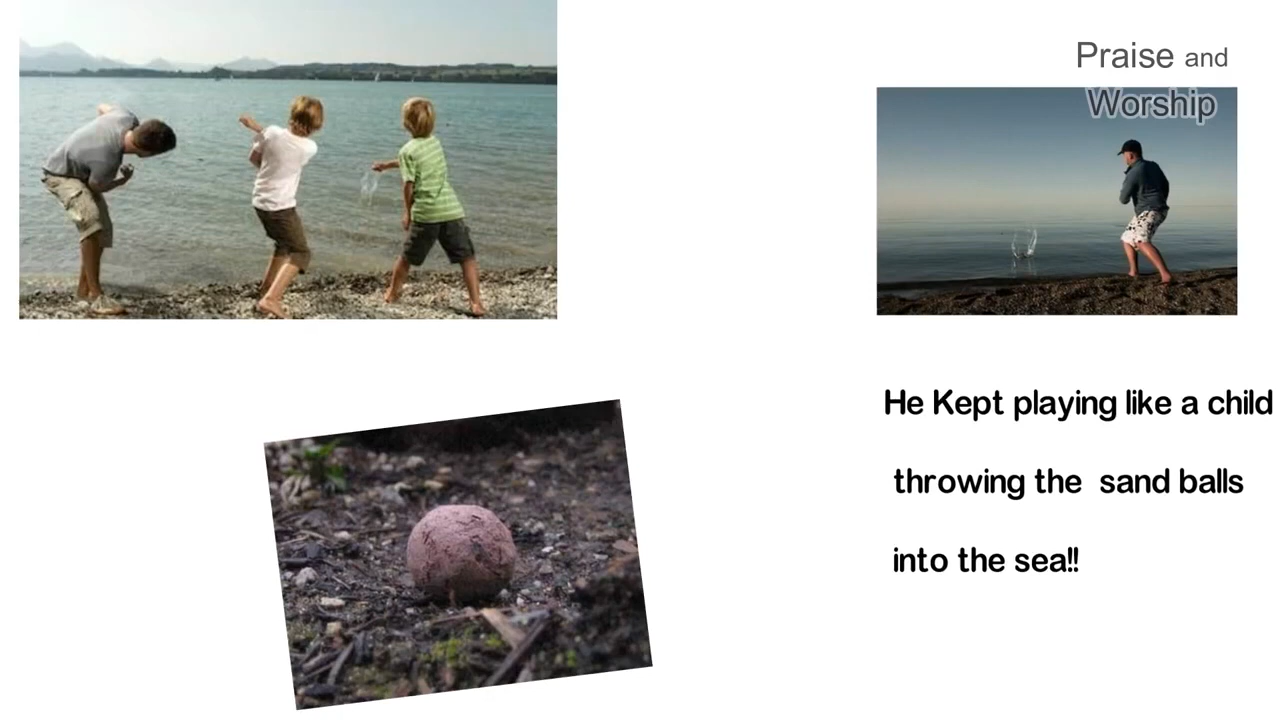 Praise and
Worship
He Kept playing like a child
throwing the sand balls
into the sea!!